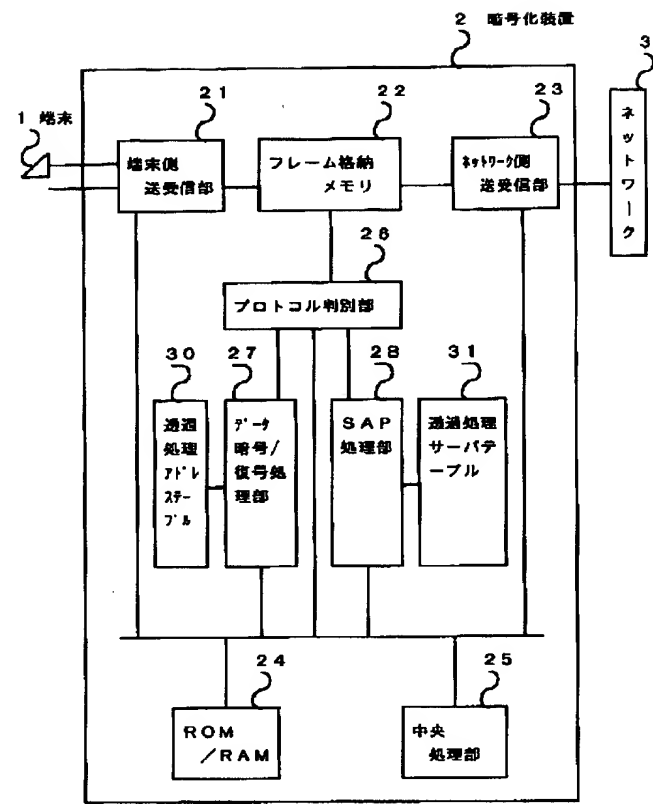 2 暗号化装置
3
ネットワーク
1 端末
21
端末側
送受信部
22
フレーム格納
メモリ
23
ネットワーク側
送受信部
26
プロトコル判別部
30
透過
処理
アドレ
ステー
ブル
27
データ
暗号/
復号処
理部
28
SAP
処理部
31
透過処理
サーバテ
ーブル
24
ROM
/RAM
25
中央
処理部